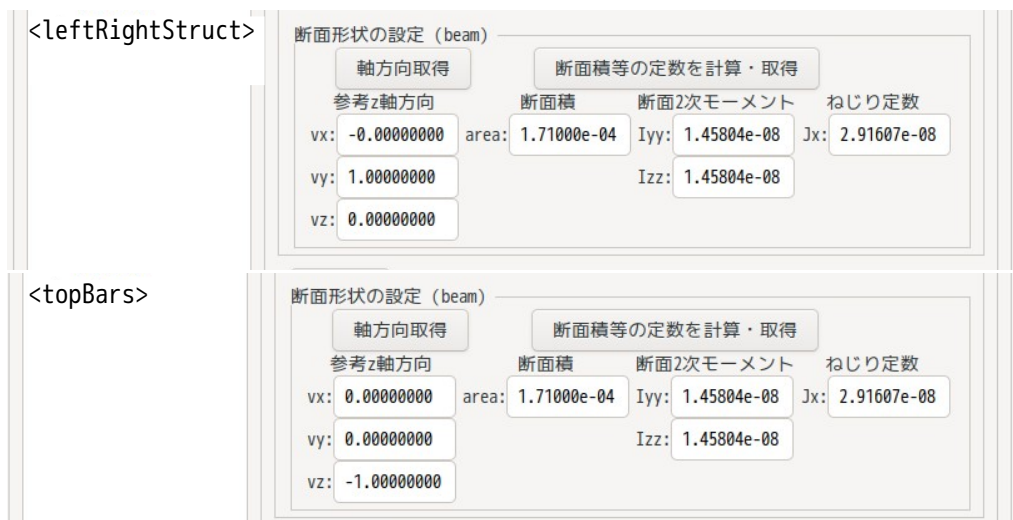 <leftRightStruct>
断面形状の設定 (beam)
軸方向取得 断面積等の定数を計算・取得
参考z軸方向 断面積 断面2次モーメント ねじり定数
vx: -0.00000000 area: 1.71000e-04 Iyy: 1.45804e-08 Jx: 2.91607e-08
vy: 1.00000000 Izz: 1.45804e-08
vz: 0.00000000
<topBars>
断面形状の設定 (beam)
軸方向取得 断面積等の定数を計算・取得
参考z軸方向 断面積 断面2次モーメント ねじり定数
vx: 0.00000000 area: 1.71000e-04 Iyy: 1.45804e-08 Jx: 2.91607e-08
vy: 0.00000000 Izz: 1.45804e-08
vz: -1.00000000